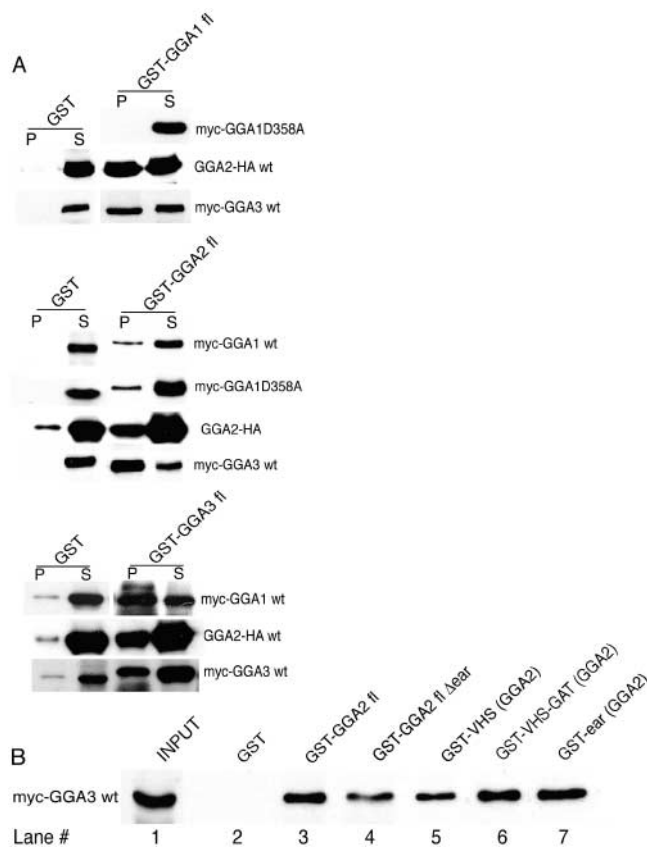 A
GST
GST-GGA1 fl
P S P S
myc-GGA1D358A
GGA2-HA wt
myc-GGA3 wt
GST
GST-GGA2 fl
P S P S
myc-GGA1 wt
myc-GGA1D358A
GGA2-HA
myc-GGA3 wt
GST
GST-GGA3 fl
P S P S
myc-GGA1 wt
GGA2-HA wt
myc-GGA3 wt
B
INPUT
GST
GST-GGA2 fl
GST-GGA2 fl Δear
GST-VHS (GGA2)
GST-VHS-GAT (GGA2)
GST-ear (GGA2)
myc-GGA3 wt
Lane # 1 2 3 4 5 6 7